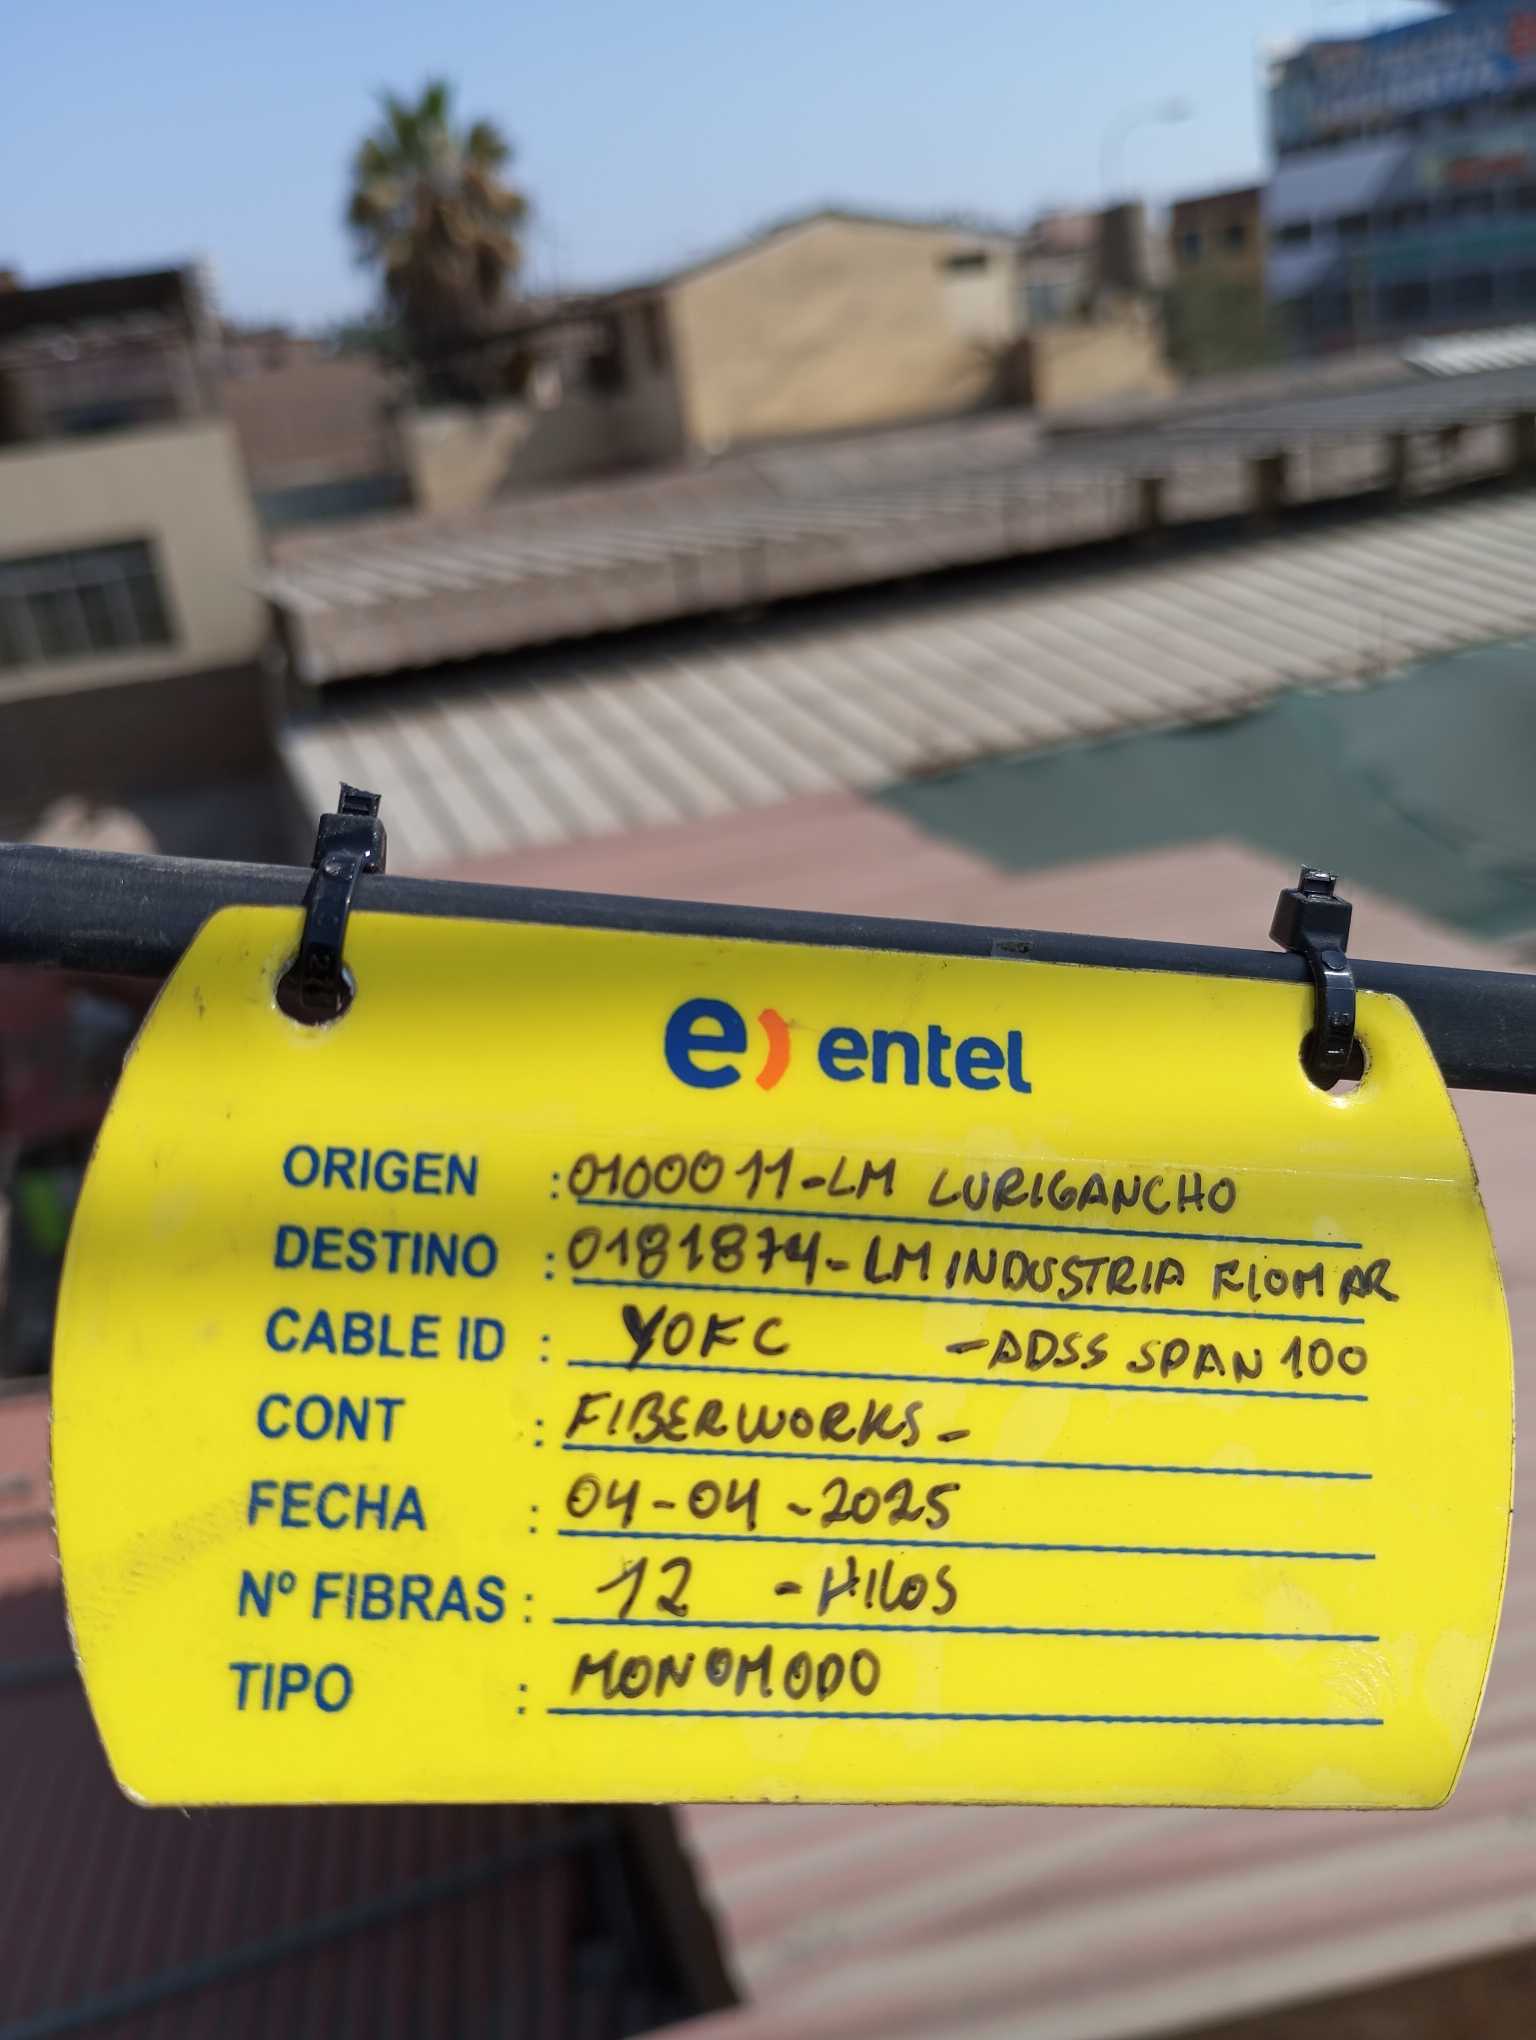 e) entel
ORIGEN : 0100011-LM LURIGANCHO
DESTINO : 0181874-LM INDUSTRIA FIOMAR
CABLE ID : YOFC -ADSS SPAN 100
CONT : FIBERWORKS-
FECHA : 04-04-2025
Nº FIBRAS : 12 -HILOS
TIPO : MONOMODO